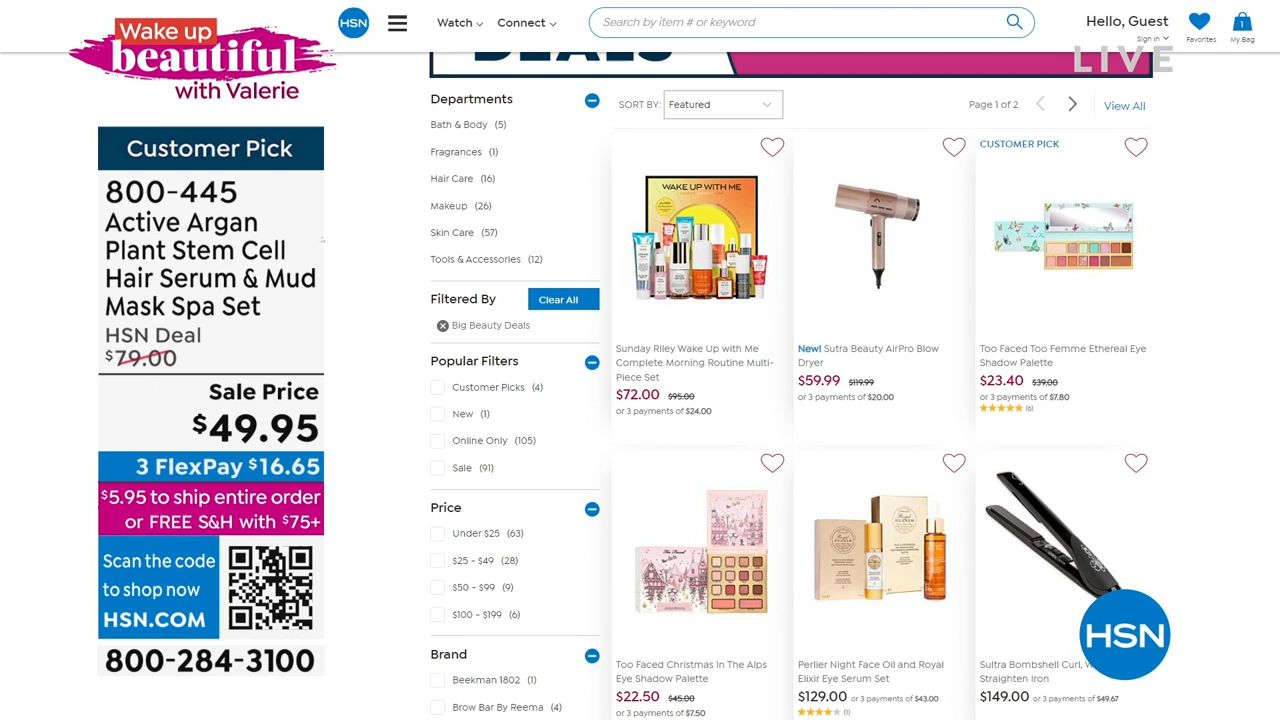 Wake up
beautiful
with Valerie
Customer Pick
800-445
Active Argan
Plant Stem Cell
Hair Serum & Mud
Mask Spa Set
HSN Deal
$79.00
Sale Price
$49.95
3 FlexPay $16.65
$5.95 to ship entire order
or FREE S&H with $75+
Scan the code
to shop now
HSN.COM
800-284-3100
HSN
Watch
Connect
Search by item # or keyword
Hello, Guest
Sign In
Favorites
1
My Bag
DEALS
LIVE
Departments
Bath & Body (5)
Fragrances (1)
Hair Care (16)
Makeup (26)
Skin Care (57)
Tools & Accessories (12)
Filtered By
Clear All
Big Beauty Deals
Popular Filters
Customer Picks (4)
New (1)
Online Only (105)
Sale (91)
Price
Under $25 (63)
$25 - $49 (28)
$50 - $99 (9)
$100 - $199 (6)
Brand
Beekman 1802 (1)
Brow Bar By Reema (4)
SORT BY: Featured
Page 1 of 2
View All
WAKE UP WITH ME
Sunday Riley Wake Up with Me
Complete Morning Routine Multi-
Piece Set
$72.00 $95.00
or 3 payments of $24.00
New! Sutra Beauty AirPro Blow
Dryer
$59.99 $119.99
or 3 payments of $20.00
CUSTOMER PICK
Too Faced Too Femme Ethereal Eye
Shadow Palette
$23.40 $39.00
or 3 payments of $7.80
(6)
Too Faced Christmas In The Alps
Eye Shadow Palette
$22.50 $45.00
or 3 payments of $7.50
Perlier Night Face Oil and Royal
Elixir Eye Serum Set
$129.00 or 3 payments of $43.00
(1)
Sultra Bombshell Curl, W
Straighten Iron
$149.00 or 3 payments of $49.67
HSN